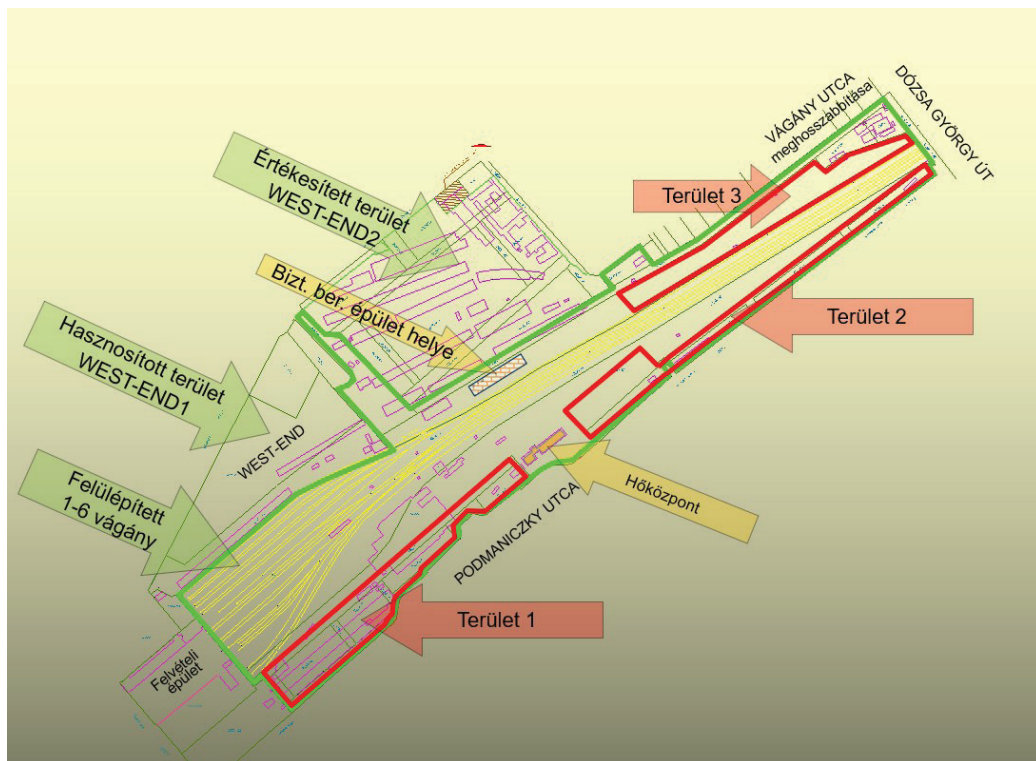 DÓZSA GYÖRGY ÚT
VÁGÁNY UTCA
meghosszabbítása
Értékesített terület
WEST-END2
Terület 3
Bizt. ber. épület helye
Terület 2
Hasznosított terület
WEST-END1
WEST-END
Felülépített
1-6 vágány
Hőközpont
PODMANICZKY UTCA
Terület 1
Felvételi
épület